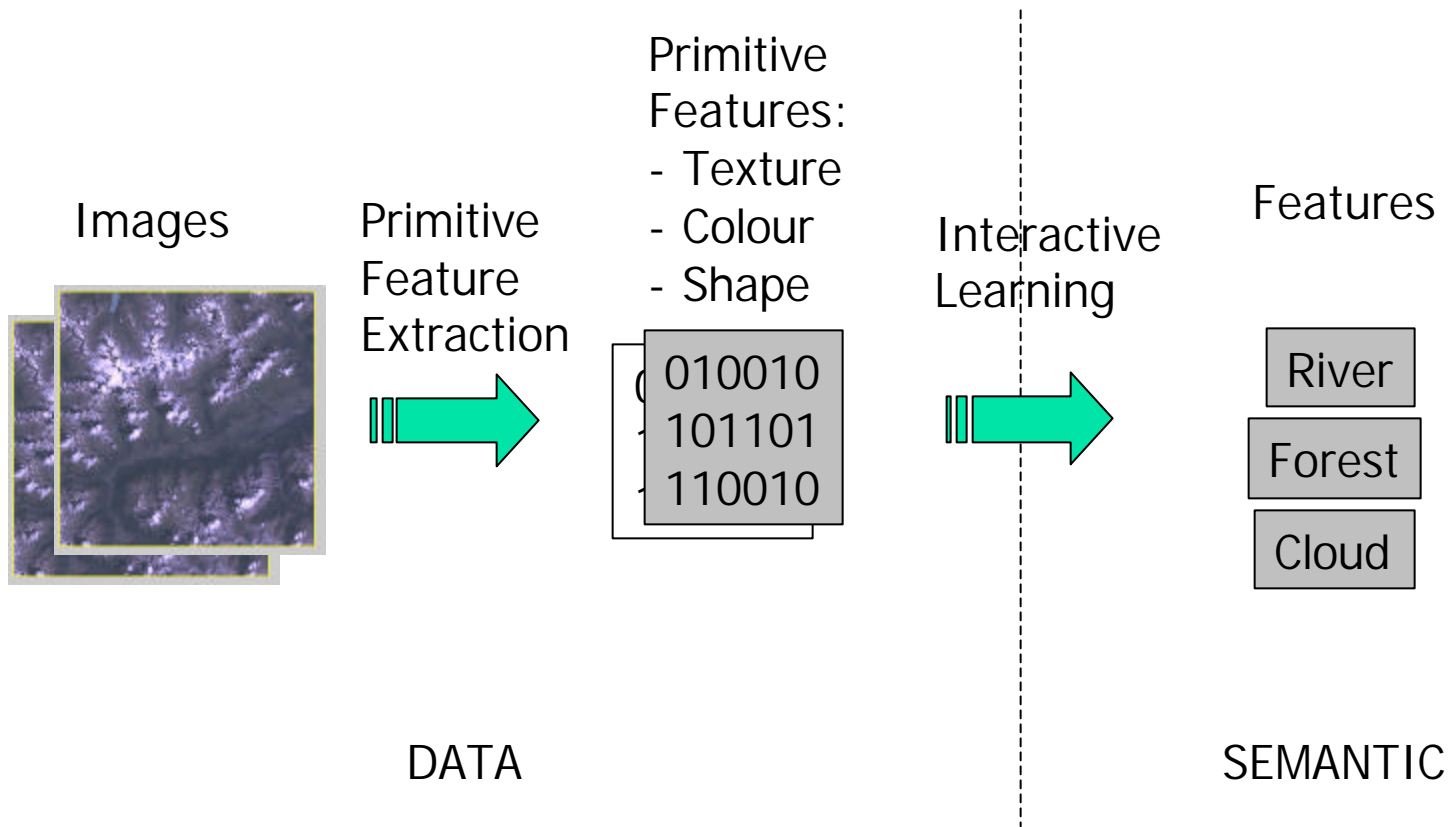 Images
Primitive
Feature
Extraction
Primitive
Features:
- Texture
- Colour
- Shape
010010
101101
110010
Interactive
Learning
Features
River
Forest
Cloud
DATA
SEMANTIC